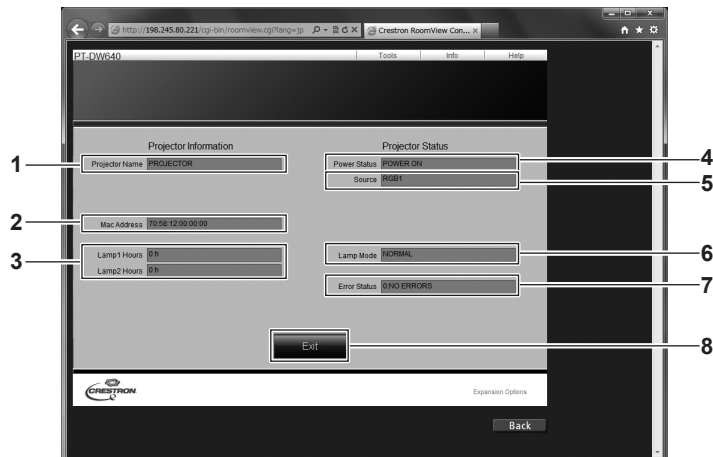 http://198.245.80.221/cgi-bin/roomview.cgi?lang=jp
Crestron RoomView Con...
PT-DW640
Tools Info Help
Projector Information
Projector Status
1
Projector Name PROJECTOR
Power Status POWER ON
4
Source RGB1
5
2
Mac Address 70:58:12:00:00:00
3
Lamp1 Hours 0 h
Lamp2 Hours 0 h
Lamp Mode NORMAL
6
Error Status 0:NO ERRORS
7
Exit
8
CRESTRON
Expansion Options
Back